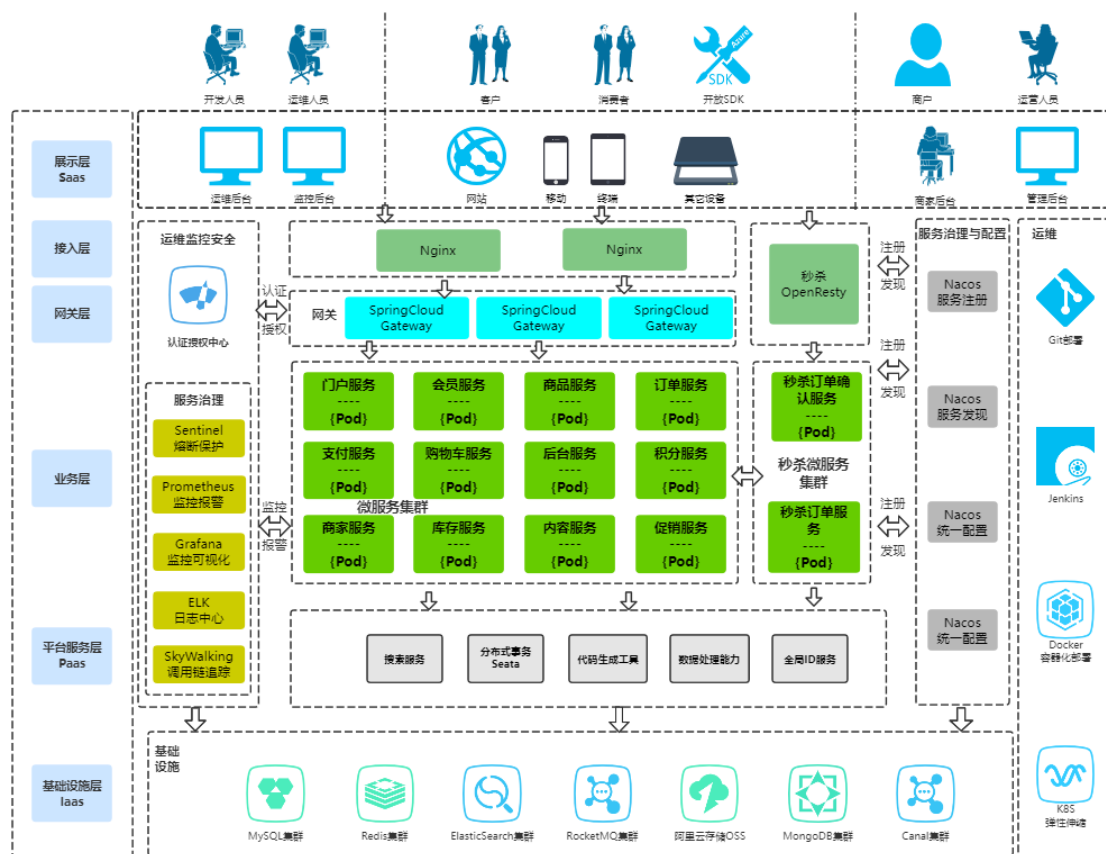 开发人员
运维人员
客户
消费者
Azure
SDK
开放SDK
商户
运营人员
展示层
Saas
运维后台
监控后台
网站
移动
终端
其它设备
商家后台
管理后台
接入层
运维监控安全
Nginx
Nginx
秒杀
OpenResty
注册
发现
服务治理与配置
运维
网关层
认证授权中心
认证
授权
网关
SpringCloud
Gateway
SpringCloud
Gateway
SpringCloud
Gateway
Nacos
服务注册
Git部署
业务层
服务治理
Sentinel
熔断保护
Prometheus
监控报警
Grafana
监控可视化
ELK
日志中心
SkyWalking
调用链追踪
监控
报警
门户服务
----
{Pod}
会员服务
----
{Pod}
商品服务
----
{Pod}
订单服务
----
{Pod}
支付服务
----
{Pod}
购物车服务
----
{Pod}
后台服务
----
{Pod}
积分服务
----
{Pod}
微服务集群
商家服务
----
{Pod}
库存服务
----
{Pod}
内容服务
----
{Pod}
促销服务
----
{Pod}
秒杀订单确
认服务
----
{Pod}
秒杀微服务
集群
秒杀订单服
务
----
{Pod}
注册
发现
注册
发现
Nacos
服务发现
Nacos
统一配置
Nacos
统一配置
Jenkins
Docker
容器化部署
平台服务层
Paas
搜素服务
分布式事务
Seata
代码生成工具
数据处理能力
全局ID服务
基础设施层
Iaas
基础
设施
MySQL集群
Redis集群
ElasticSearch集群
RocketMQ集群
阿里云存储OSS
MongoDB集群
Canal集群
K8S
弹性伸缩